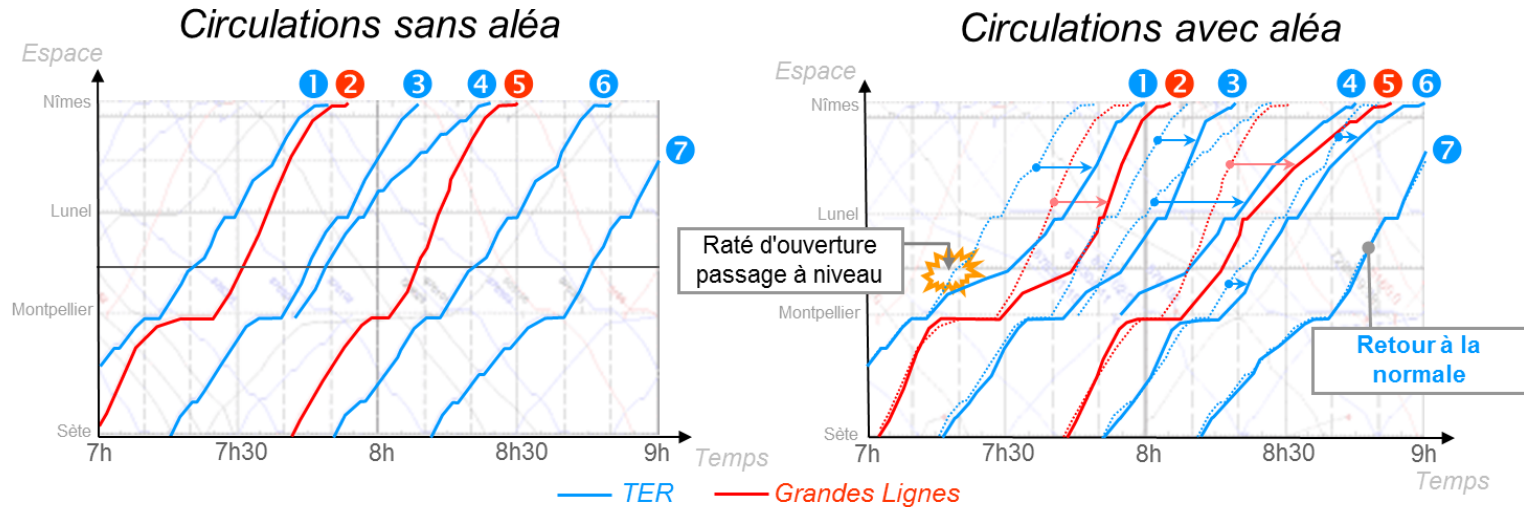 Circulations sans aléa
Espace
1 2 3 4 5 6
Nîmes
7
Lunel
Montpellier
Sète
7h 7h30 8h 8h30 9h
Temps
Circulations avec aléa
Espace
1 2 3 4 5 6
Nîmes
7
Lunel
Raté d'ouverture
passage à niveau
Montpellier
Retour à la
normale
Sète
7h 7h30 8h 8h30 9h
Temps
TER Grandes Lignes